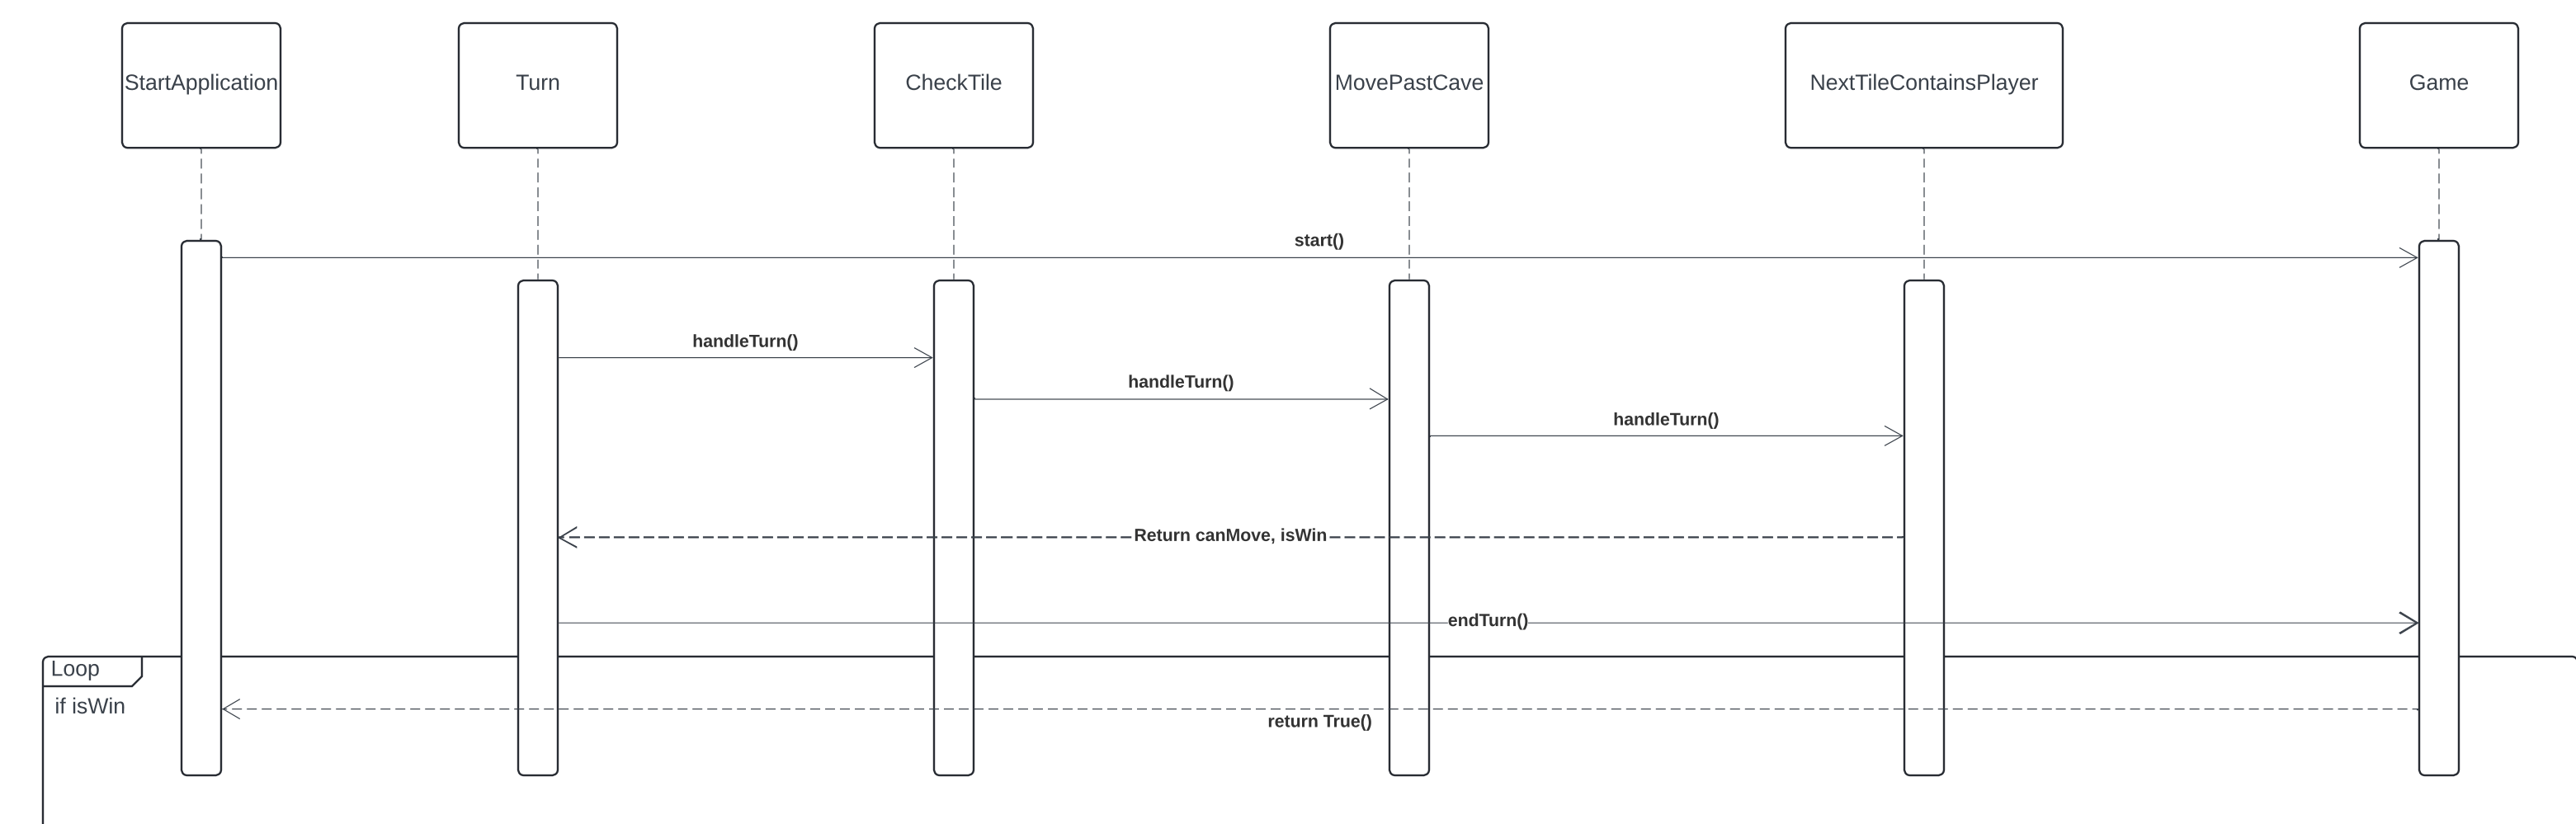 StartApplication
Turn
CheckTile
MovePastCave
NextTileContainsPlayer
Game
start()
handleTurn()
handleTurn()
handleTurn()
Return canMove, isWin
endTurn()
Loop
if isWin
return True()